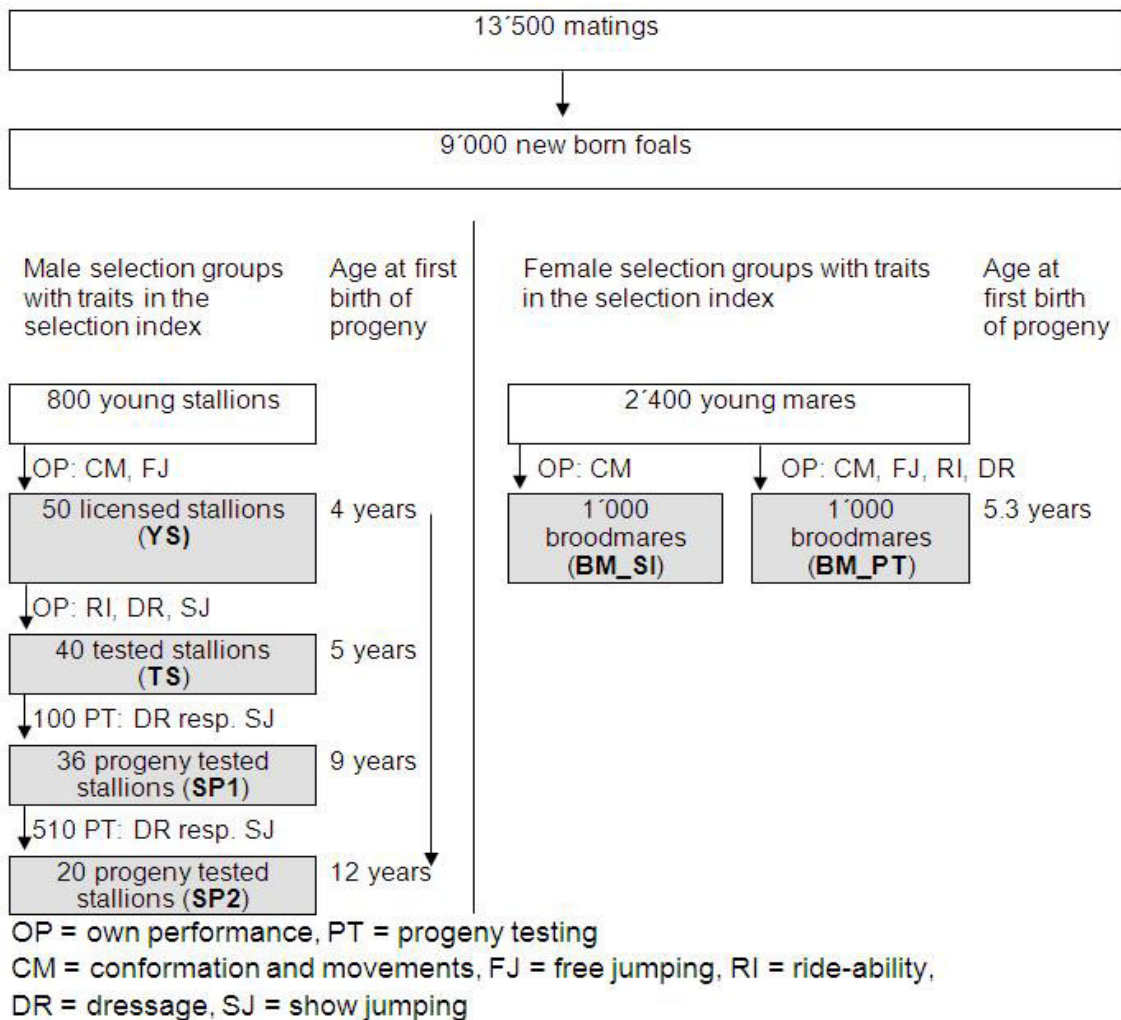 13´500 matings
9´000 new born foals
Male selection groups
with traits in the
selection index
Age at first
birth of
progeny
Female selection groups with traits
in the selection index
Age at
first birth
of progeny
800 young stallions
2´400 young mares
OP: CM, FJ
OP: CM
OP: CM, FJ, RI, DR
50 licensed stallions
(YS)
4 years
1´000
broodmares
(BM_SI)
1´000
broodmares
(BM_PT)
5.3 years
OP: RI, DR, SJ
40 tested stallions
(TS)
5 years
100 PT: DR resp. SJ
36 progeny tested
stallions (SP1)
9 years
510 PT: DR resp. SJ
20 progeny tested
stallions (SP2)
12 years
OP = own performance, PT = progeny testing
CM = conformation and movements, FJ = free jumping, RI = ride-ability,
DR = dressage, SJ = show jumping